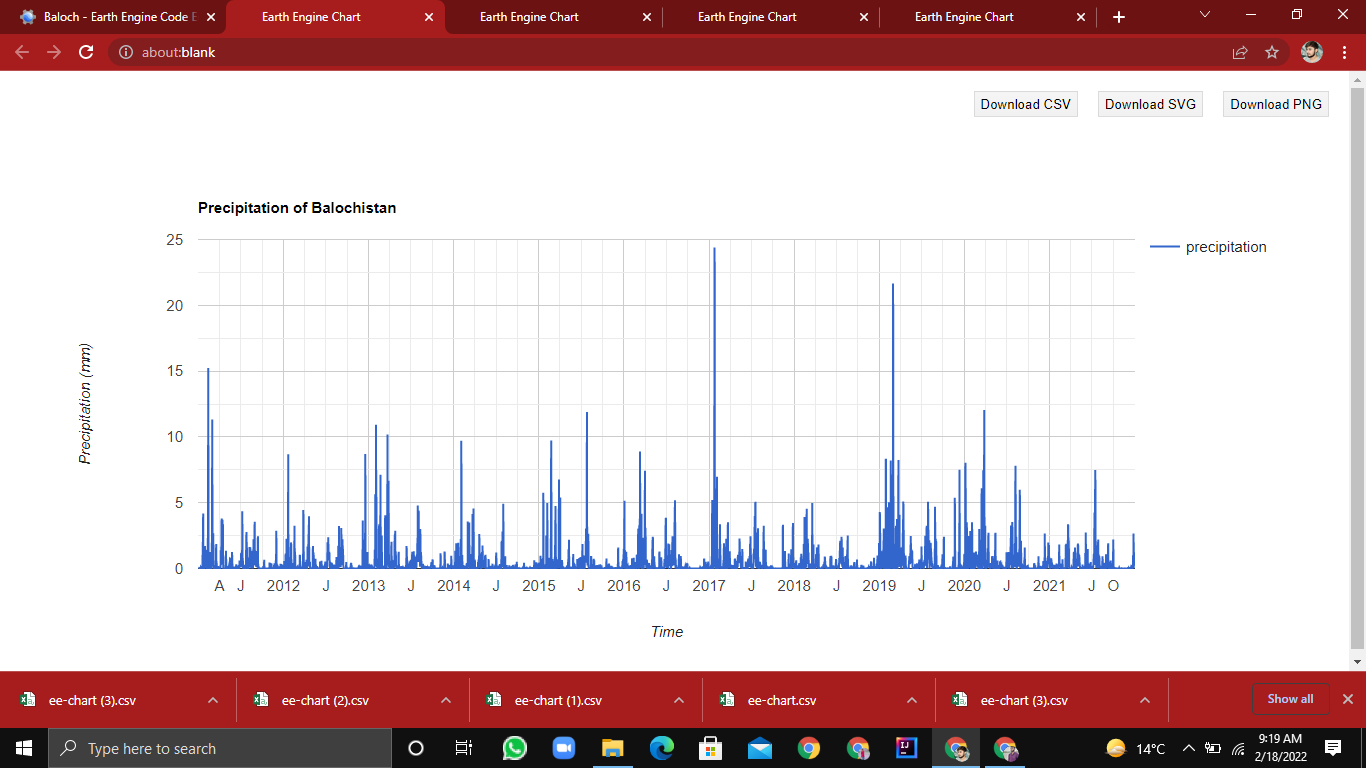 Baloch - Earth Engine Code E
Earth Engine Chart
Earth Engine Chart
Earth Engine Chart
Earth Engine Chart
about:blank
Download CSV
Download SVG
Download PNG
Precipitation of Balochistan
25
20
15
10
5
0
Precipitation (mm)
precipitation
A J 2012 J 2013 J 2014 J 2015 J 2016 J 2017 J 2018 J 2019 J 2020 J 2021 J O
Time
ee-chart (3).csv
ee-chart (2).csv
ee-chart (1).csv
ee-chart.csv
ee-chart (3).csv
Show all
Type here to search
14°C
9:19 AM
2/18/2022